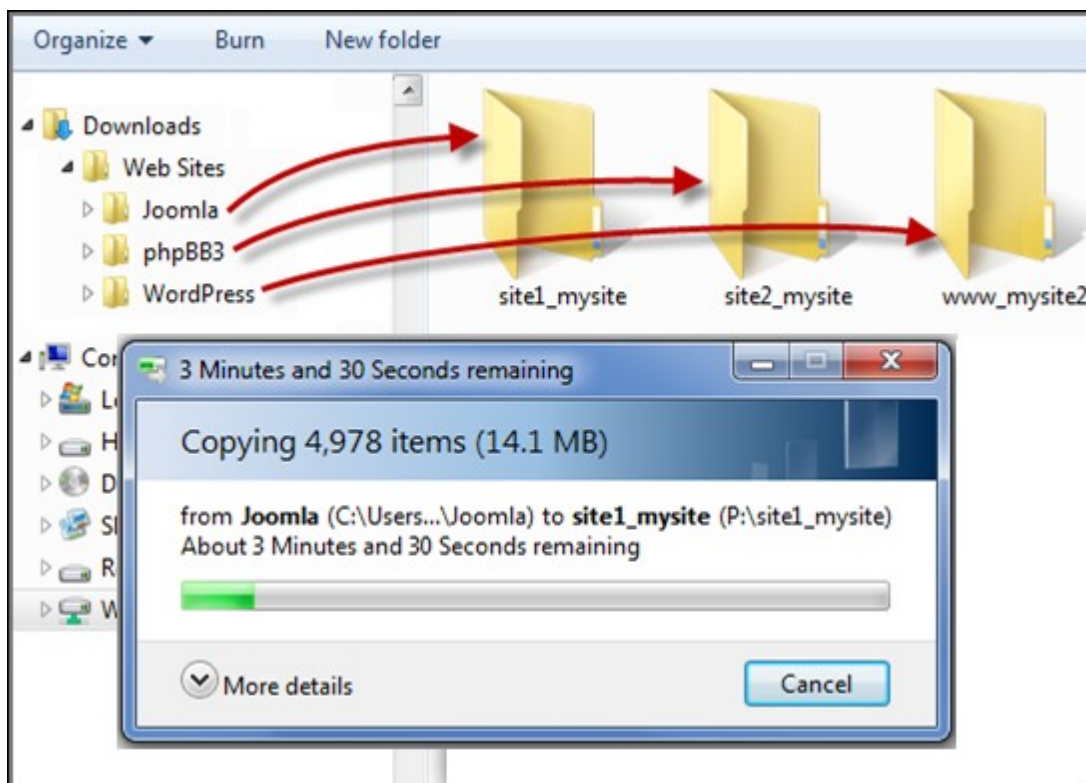 Organize Burn New folder
Downloads
Web Sites
Joomla
phpBB3
WordPress
site1_mysite site2_mysite www_mysite2
3 Minutes and 30 Seconds remaining
Copying 4,978 items (14.1 MB)
from Joomla (C:\Users...\Joomla) to site1_mysite (P:\site1_mysite)
About 3 Minutes and 30 Seconds remaining
More details
Cancel